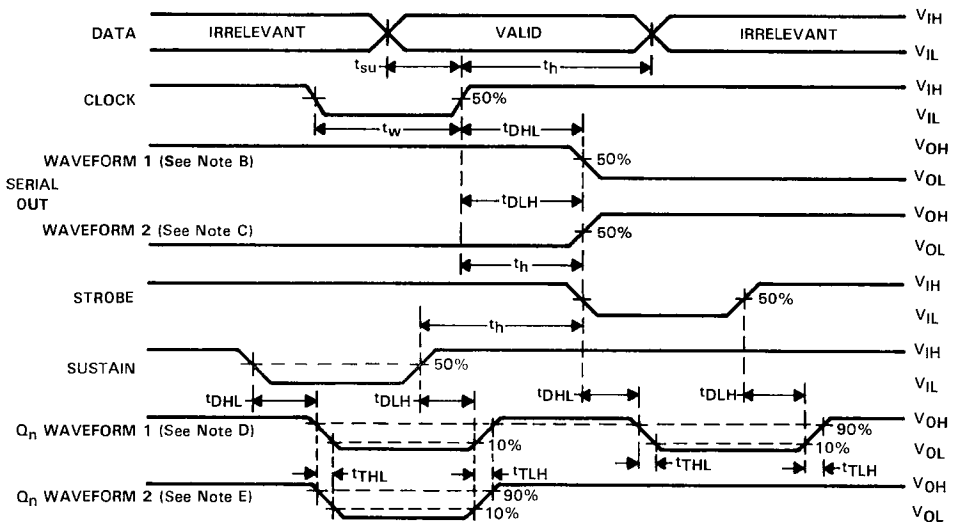 DATA IRRELEVANT VALID IRRELEVANT VIH
VIL
tsu th
CLOCK 50% VIH
VIL
tw tDHL
WAVEFORM 1 (See Note B) 50% VOH
VOL
SERIAL
OUT
tDLH
WAVEFORM 2 (See Note C) 50% VOH
VOL
th
STROBE 50% VIH
VIL
th
SUSTAIN 50% VIH
VIL
tDHL tDLH tDHL tDLH
Qn WAVEFORM 1 (See Note D) 10% 90% 10% VOH
VOL
tTHL tTLH tTHL tTLH
Qn WAVEFORM 2 (See Note E) 90% 10% VOH
VOL